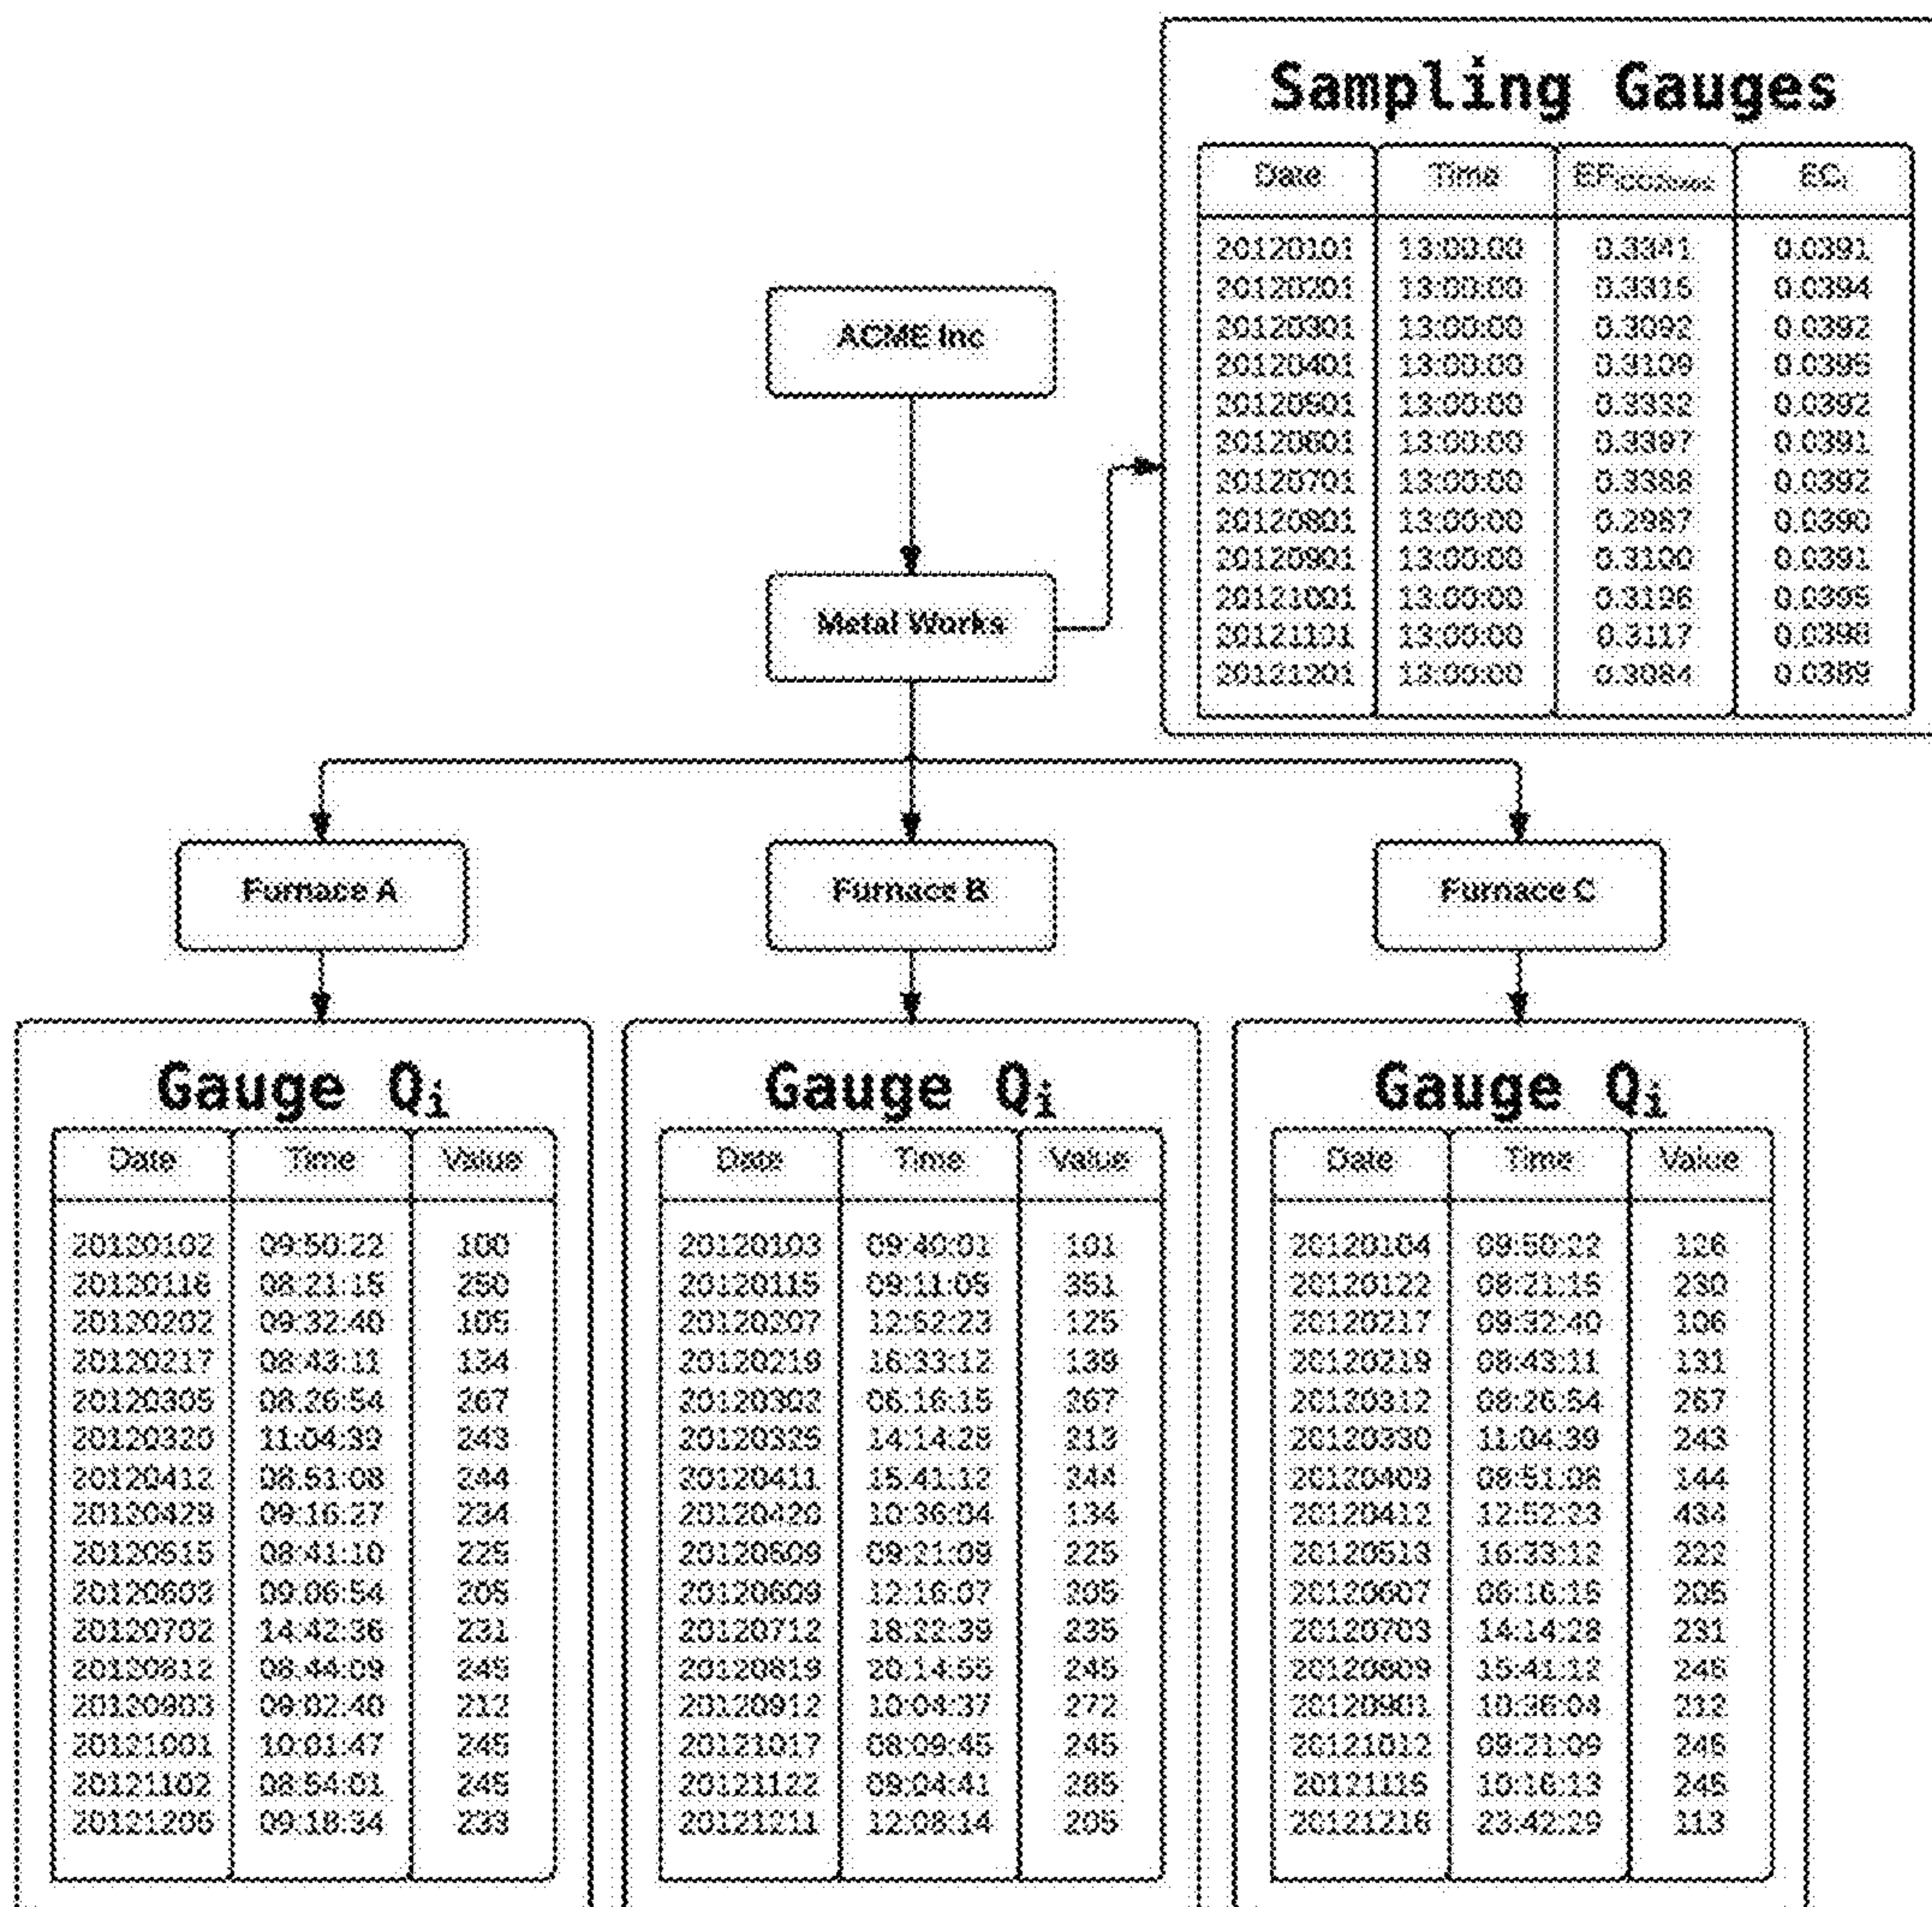 Sampling Gauges
Date Time EC_i
20120101 13:00:00 0.3341 0.0391
20120201 13:00:00 0.3315 0.0394
20120301 13:00:00 0.3092 0.0392
20120401 13:00:00 0.3109 0.0395
20120501 13:00:00 0.3332 0.0392
20120601 13:00:00 0.3397 0.0391
20120701 13:00:00 0.3388 0.0392
20120801 13:00:00 0.2987 0.0390
20120901 13:00:00 0.3100 0.0391
20121001 13:00:00 0.0395
20121101 13:00:00 0.3117 0.0398
20121201 13:00:00 0.3084 0.0389
ACME Inc
Metal Works
Furnace A
Furnace B
Furnace C
Gauge Q_i
Date Time Value
20120102 09:50:22 100
20120116 08:21:15 250
20120202 09:32:40 105
20120217 08:43:11 134
20120305 08:26:54 267
20120320 11:04:39 243
20120412 08:51:08 244
20120429 09:16:27 234
20120515 08:41:10 225
20120603 09:06:54 205
20120702 14:42:36 231
20120812 08:44:09 245
20120903 09:02:40 212
20121001 10:01:47 245
20121102 08:54:01 245
20121206 09:18:34 233
Gauge Q_i
Date Time Value
20120103 09:40:01 101
20120115 09:11:05 351
20120207 12:52:23 125
20120219 16:33:12 139
20120302 06:16:15 267
20120325 14:14:28 213
20120411 15:41:12 244
20120420 10:36:04 134
20120509 09:21:09 225
20120609 12:16:07 205
20120712 18:22:39 235
20120819 20:14:55 245
20120912 10:04:37 272
20121017 08:09:45 245
20121122 09:04:41 285
20121211 12:08:14 205
Gauge Q_i
Date Time Value
20120104 09:50:22 126
20120122 08:21:15 230
20120217 09:32:40 106
20120219 08:43:11 131
20120312 08:26:54 267
20120330 11:04:39 243
20120409 08:51:08 144
20120412 12:52:23 434
20120513 16:33:12 222
20120607 06:16:15 205
20120703 14:14:28 231
20120809 15:41:12 245
20120901 10:36:04 212
20121012 09:21:09 245
20121115 10:16:13 245
20121216 23:42:29 113